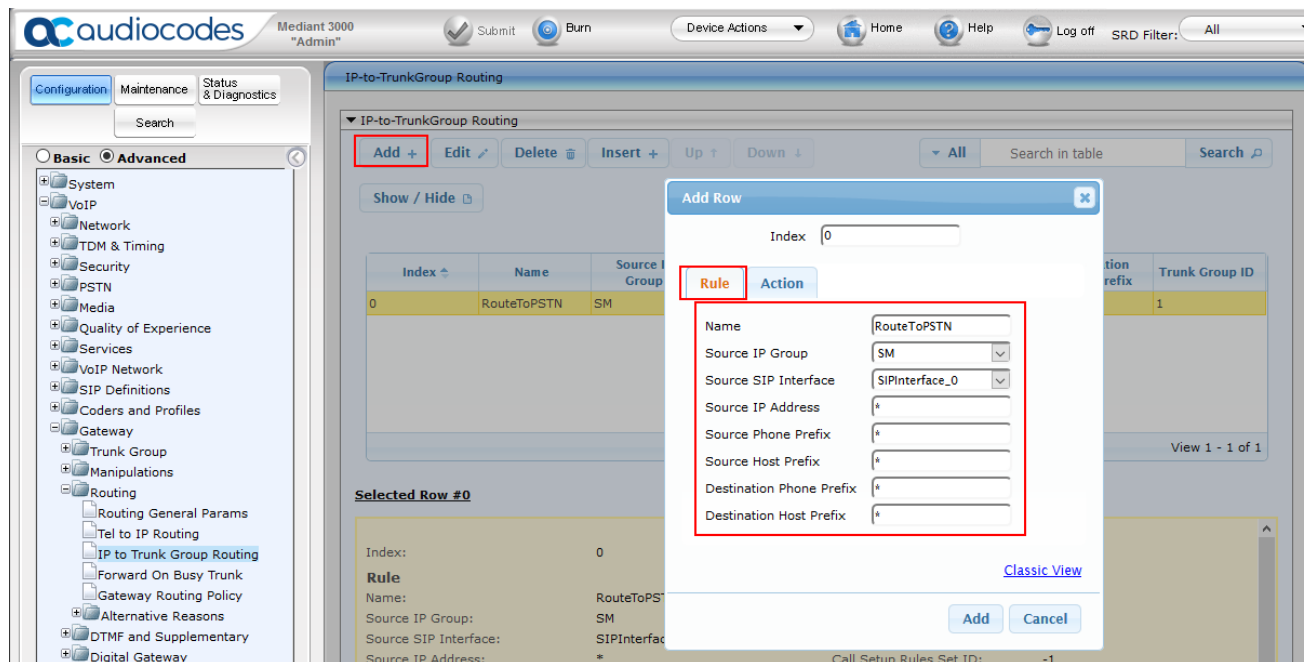 audiocodes
Mediant 3000
"Admin"
Submit
Burn
Device Actions
Home
Help
Log off
SRD Filter:
All
Configuration
Maintenance
Status
& Diagnostics
Search
Basic
Advanced
System
VoIP
Network
TDM & Timing
Security
PSTN
Media
Quality of Experience
Services
VoIP Network
SIP Definitions
Coders and Profiles
Gateway
Trunk Group
Manipulations
Routing
Routing General Params
Tel to IP Routing
IP to Trunk Group Routing
Forward On Busy Trunk
Gateway Routing Policy
Alternative Reasons
DTMF and Supplementary
Digital Gateway
IP-to-TrunkGroup Routing
IP-to-TrunkGroup Routing
Add +
Edit
Delete
Insert +
Up ↑
Down ↓
All
Search in table
Search
Show / Hide
Index
Name
Source I
Group
tion
refix
Trunk Group ID
0
RouteToPSTN
SM
1
View 1 - 1 of 1
Selected Row #0
Index: 0
Rule
Name: RouteToPST
Source IP Group: SM
Source SIP Interface: SIPInterfac
Source IP Address: *
Call Setup Rules Set ID: -1
Add Row
Index 0
Rule
Action
Name RouteToPSTN
Source IP Group SM
Source SIP Interface SIPInterface_0
Source IP Address *
Source Phone Prefix *
Source Host Prefix *
Destination Phone Prefix *
Destination Host Prefix *
Classic View
Add
Cancel